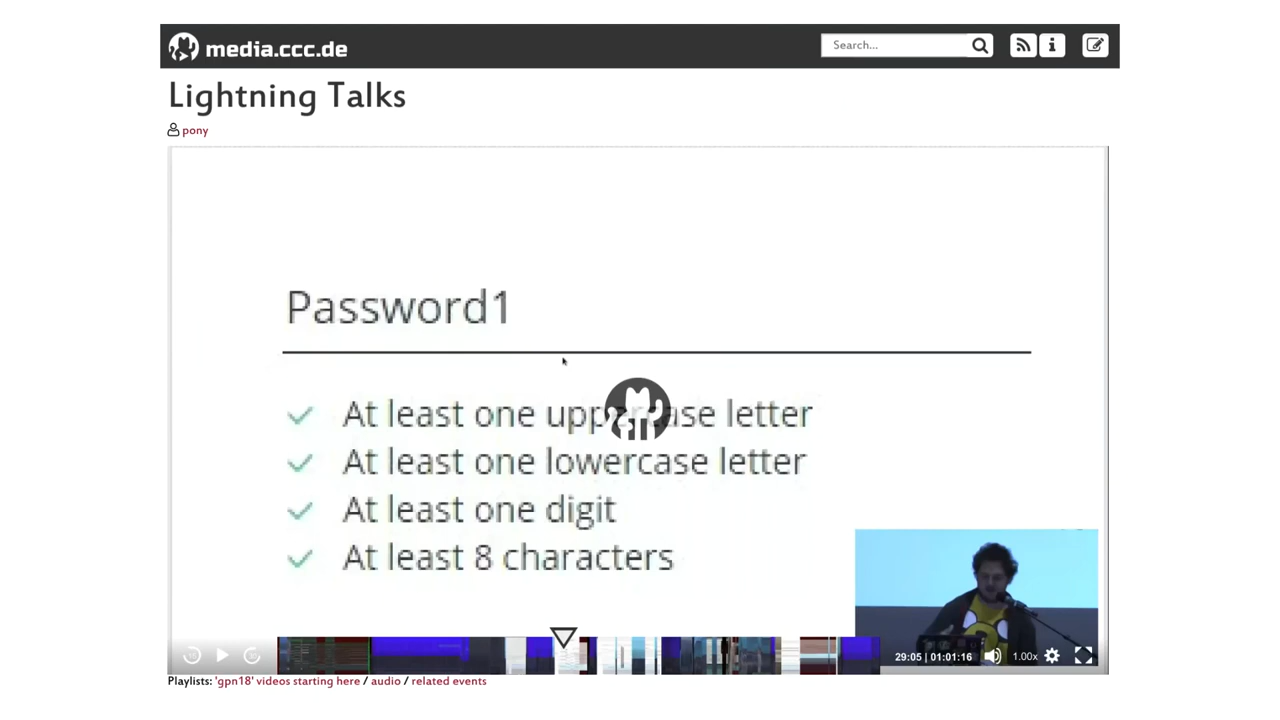 media.ccc.de
Search...
Lightning Talks
pony
Password1
At least one uppercase letter
At least one lowercase letter
At least one digit
At least 8 characters
29:05 | 01:01:16
1.00x
Playlists: 'gpn18' videos starting here / audio / related events